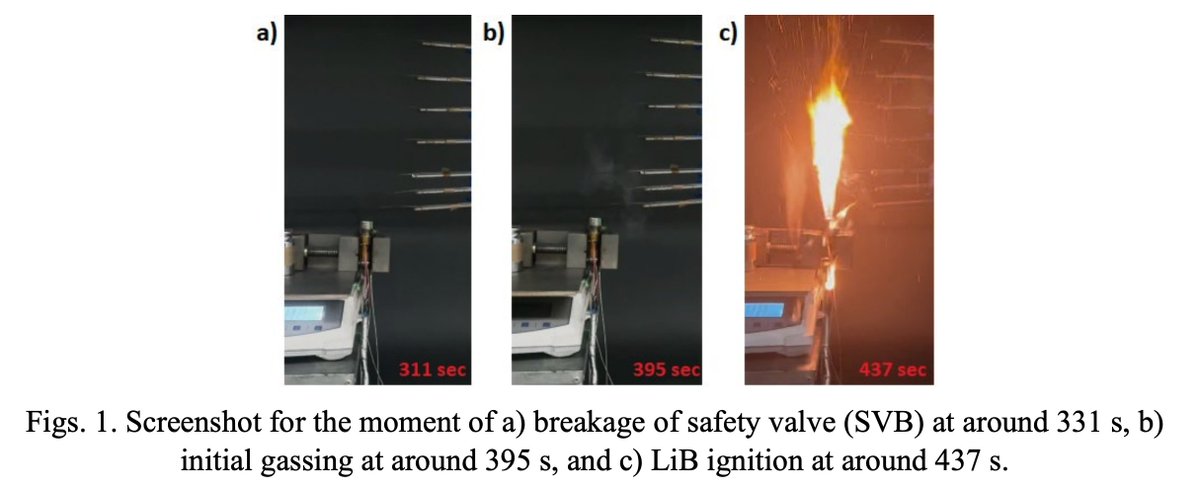 a)
b)
c)
311 sec
395 sec
437 sec
Figs. 1. Screenshot for the moment of a) breakage of safety valve (SVB) at around 331 s, b)
initial gassing at around 395 s, and c) LiB ignition at around 437 s.